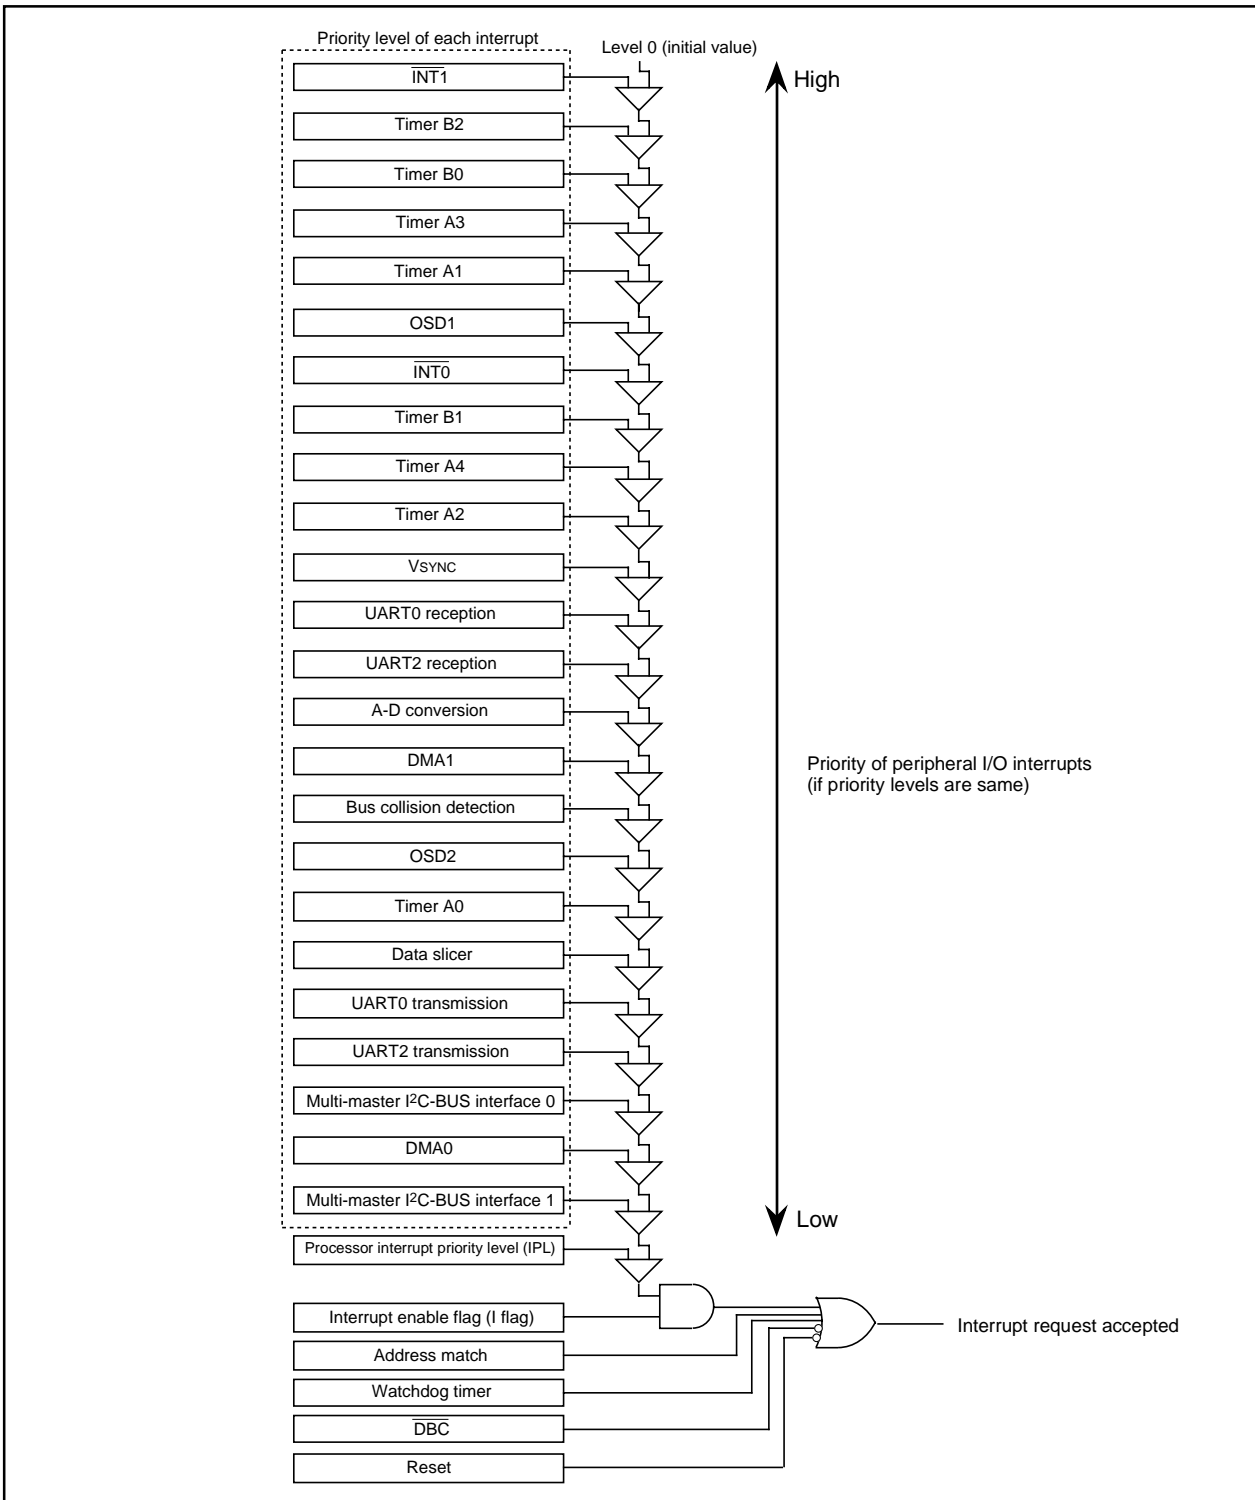 Priority level of each interrupt
Level 0 (initial value)
INT1
High
Timer B2
Timer B0
Timer A3
Timer A1
OSD1
INT0
Timer B1
Timer A4
Timer A2
VSYNC
UART0 reception
UART2 reception
A-D conversion
DMA1
Priority of peripheral I/O interrupts
(if priority levels are same)
Bus collision detection
OSD2
Timer A0
Data slicer
UART0 transmission
UART2 transmission
Multi-master I²C-BUS interface 0
DMA0
Multi-master I²C-BUS interface 1
Low
Processor interrupt priority level (IPL)
Interrupt enable flag (I flag)
Interrupt request accepted
Address match
Watchdog timer
DBC
Reset